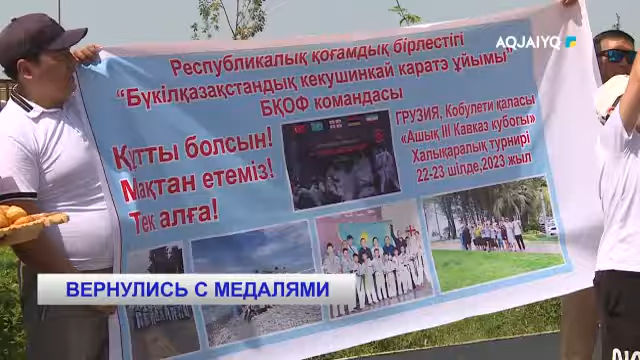 AQJAIYQ
Республикалық қоғамдық бірлестігі
"Бүкілқазақстандық кекушинкай каратэ ұйымы"
БҚОФ командасы
Құтты болсын!
Мақтан етеміз!
Тек алға!
ГРУЗИЯ, Кобулети қаласы
«Ашық III Кавказ кубогы»
Халықаралық турнирі
22-23 шілде,2023 жыл
ВЕРНУЛИСЬ С МЕДАЛЯМИ